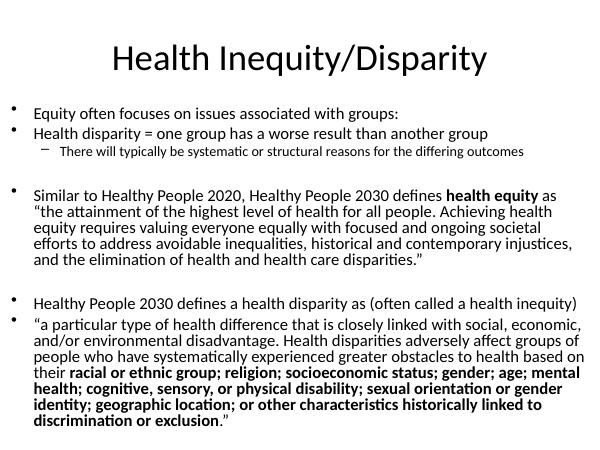 Health Inequity/Disparity
• Equity often focuses on issues associated with groups:
• Health disparity = one group has a worse result than another group
– There will typically be systematic or structural reasons for the differing outcomes
• Similar to Healthy People 2020, Healthy People 2030 defines health equity as
“the attainment of the highest level of health for all people. Achieving health
equity requires valuing everyone equally with focused and ongoing societal
efforts to address avoidable inequalities, historical and contemporary injustices,
and the elimination of health and health care disparities.”
• Healthy People 2030 defines a health disparity as (often called a health inequity)
• “a particular type of health difference that is closely linked with social, economic,
and/or environmental disadvantage. Health disparities adversely affect groups of
people who have systematically experienced greater obstacles to health based on
their racial or ethnic group; religion; socioeconomic status; gender; age; mental
health; cognitive, sensory, or physical disability; sexual orientation or gender
identity; geographic location; or other characteristics historically linked to
discrimination or exclusion.”